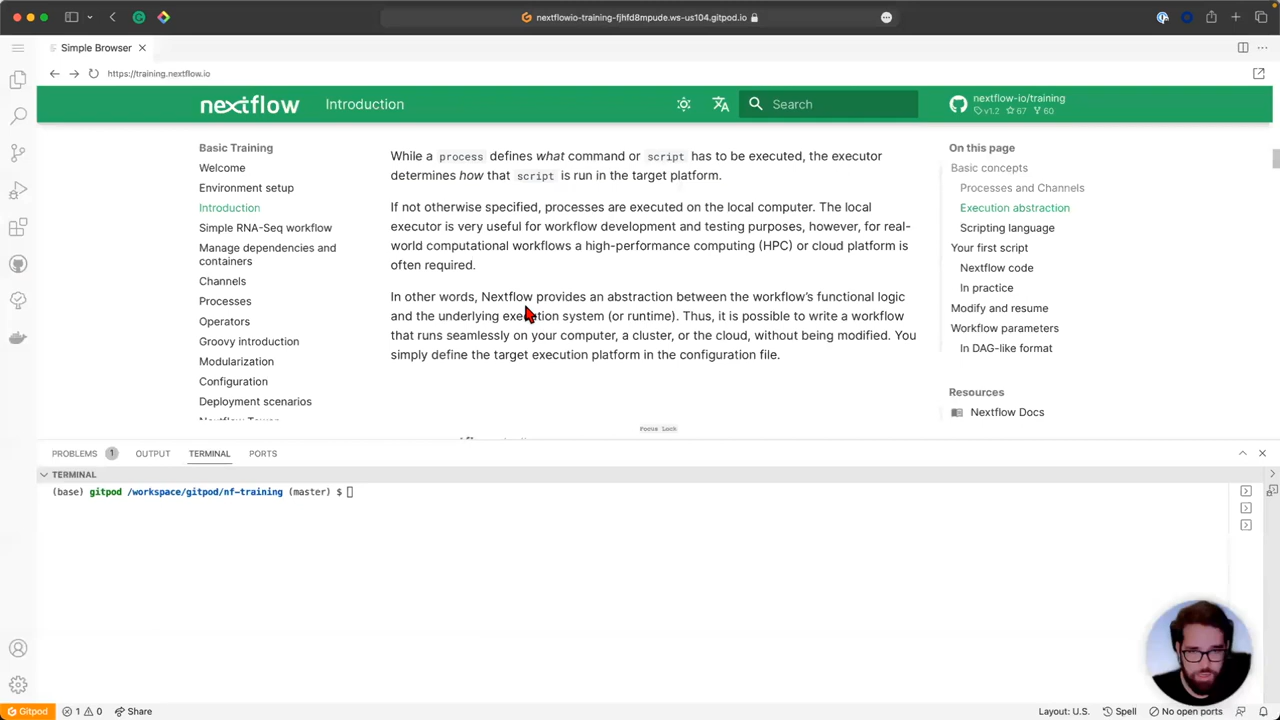 nextflowio-training-fjhfd8mpude.ws-us104.gitpod.io
Simple Browser
https://training.nextflow.io
nextflow
Introduction
Search
nextflow-io/training
v1.2 67 60
Basic Training
Welcome
Environment setup
Introduction
Simple RNA-Seq workflow
Manage dependencies and
containers
Channels
Processes
Operators
Groovy introduction
Modularization
Configuration
Deployment scenarios
While a process defines what command or script has to be executed, the executor
determines how that script is run in the target platform.
If not otherwise specified, processes are executed on the local computer. The local
executor is very useful for workflow development and testing purposes, however, for real-
world computational workflows a high-performance computing (HPC) or cloud platform is
often required.
In other words, Nextflow provides an abstraction between the workflow's functional logic
and the underlying execution system (or runtime). Thus, it is possible to write a workflow
that runs seamlessly on your computer, a cluster, or the cloud, without being modified. You
simply define the target execution platform in the configuration file.
On this page
Basic concepts
Processes and Channels
Execution abstraction
Scripting language
Your first script
Nextflow code
In practice
Modify and resume
Workflow parameters
In DAG-like format
Resources
Nextflow Docs
Focus Lock
PROBLEMS 1 OUTPUT TERMINAL PORTS
TERMINAL
(base) gitpod /workspace/gitpod/nf-training (master) $
Gitpod 1 0 Share
Layout: U.S. Spell No open ports